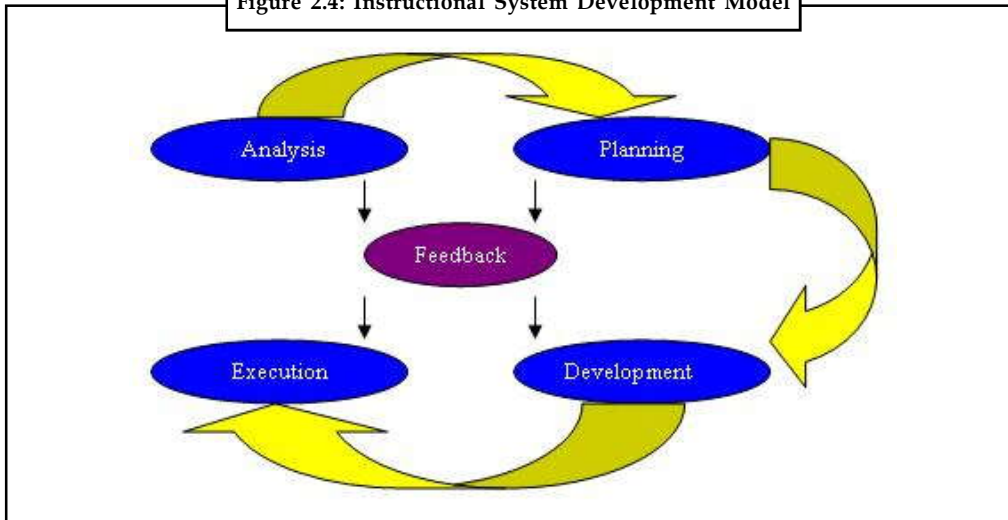 Figure 2.4: Instructional System Development Model
Analysis
Planning
Feedback
Execution
Development